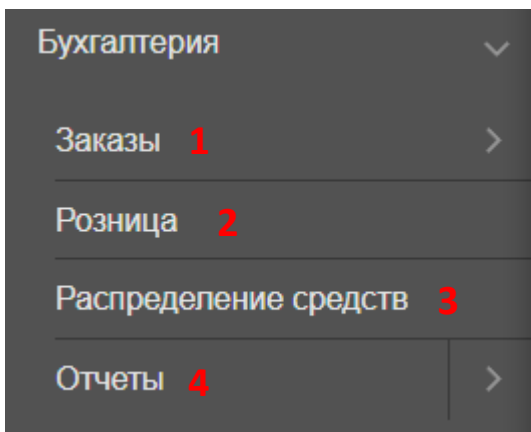 Бухгалтерия
Заказы 1
Розница 2
Распределение средств 3
Отчеты 4